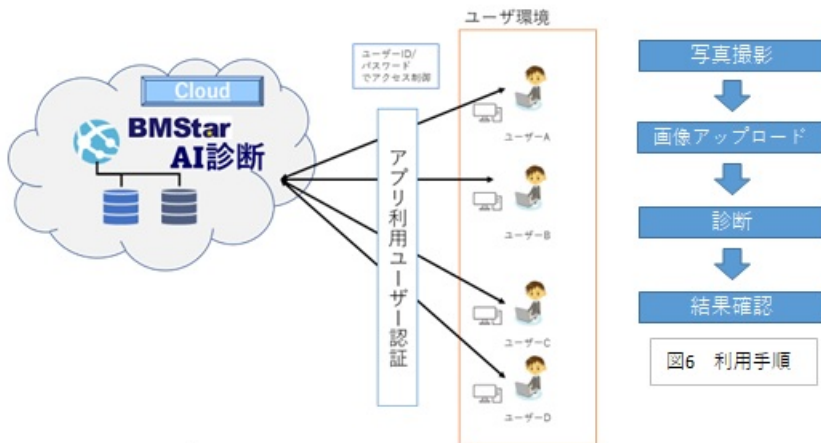 ユーザ環境
ユーザーID/
パスワード
でアクセス制御
Cloud
BMStar
AI診断
アプリ利用ユーザー認証
ユーザーA
ユーザーB
ユーザーC
ユーザーD
写真撮影
画像アップロード
診断
結果確認
図6 利用手順